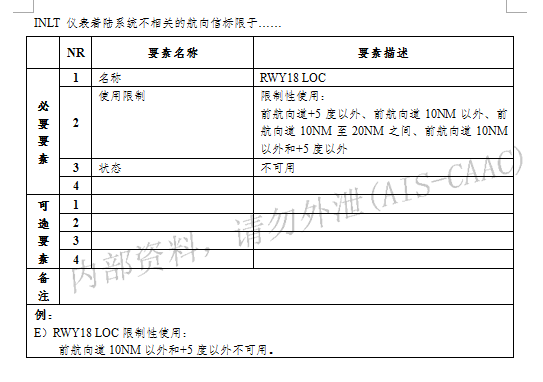 INLT 仪表着陆系统不相关的航向信标限于……
NR 要素名称 要素描述
必要要素
1 名称 RWY18 LOC
2 使用限制 限制性使用：
前航向道+5 度以外、前航向道 10NM 以外、前
航向道 10NM 至 20NM 之间、前航向道 10NM
以外和+5 度以外
3 状态 不可用
4
可选要素
1
2
3
4
备注
例：
E）RWY18 LOC 限制性使用：
前航向道 10NM 以外和+5 度以外不可用。
内部资料，请勿外泄(AIS-CAAC)